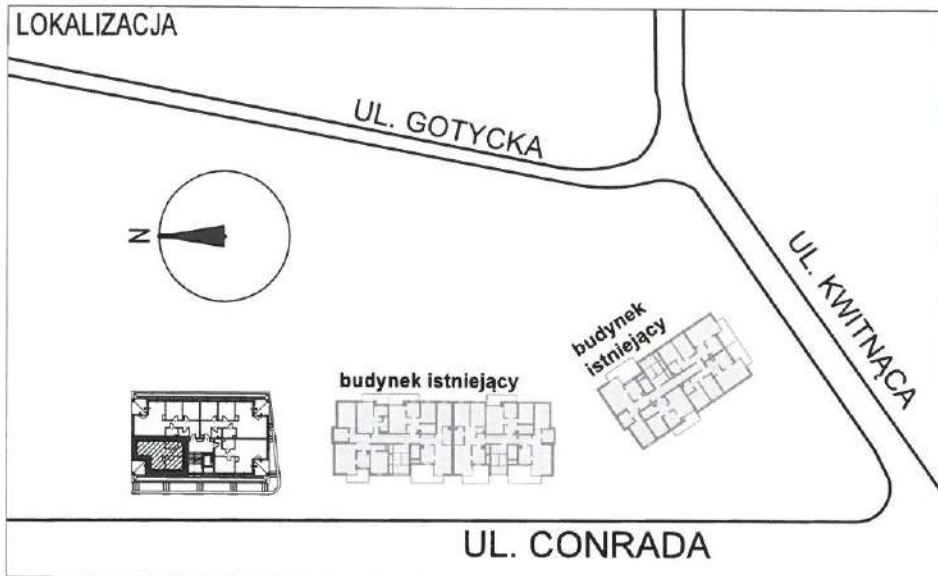 LOKALIZACJA
UL. GOTYCKA
N
UL. KWITNĄCA
budynek
istniejący
budynek istniejący
UL. CONRADA